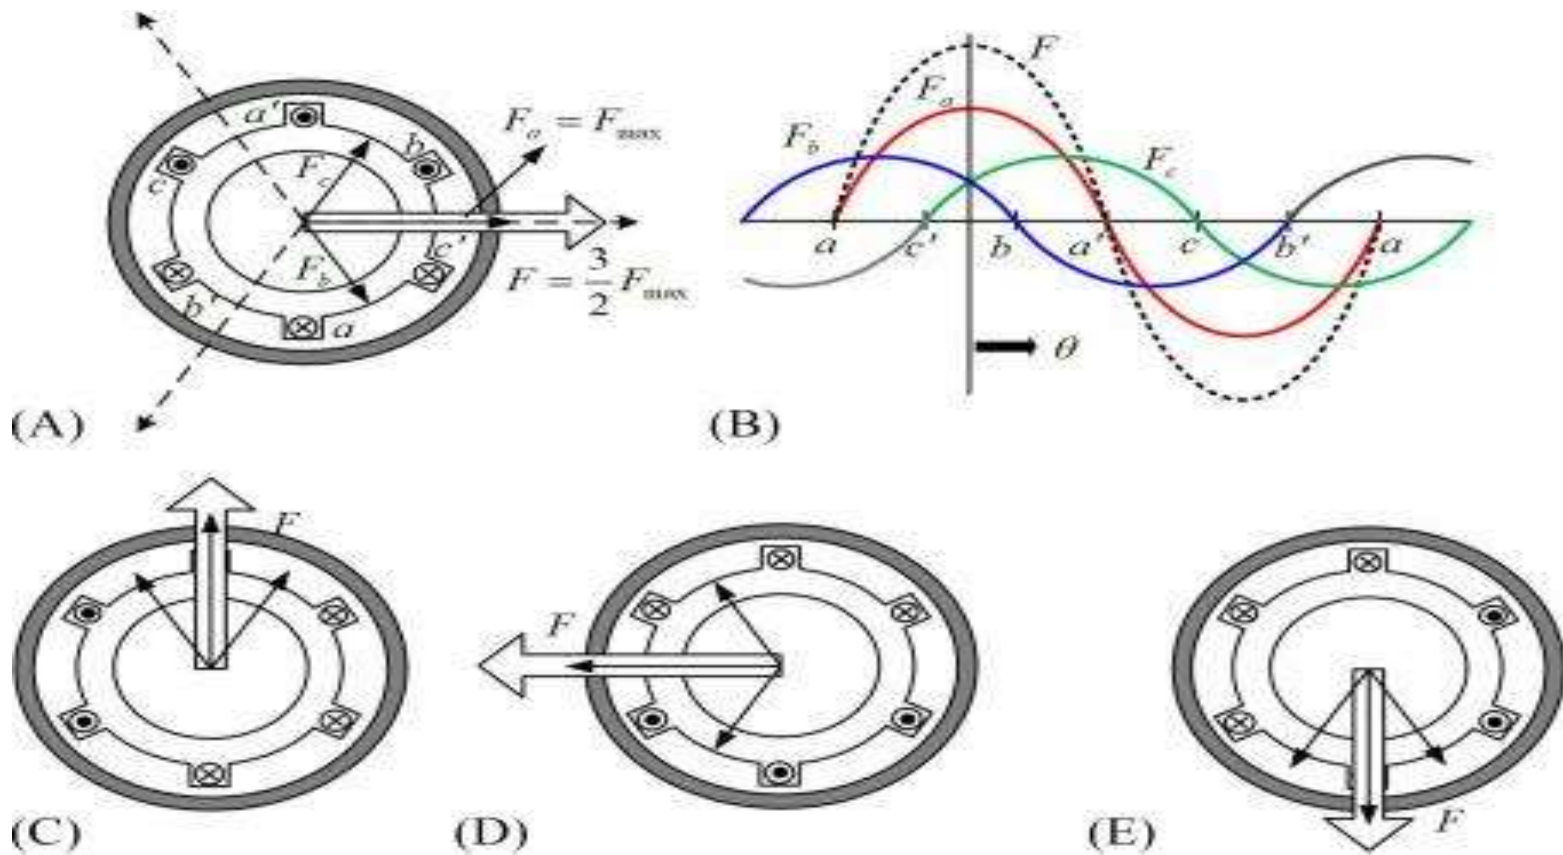 a'
b
c
F_c
F_a = F_max
F_b
c'
b'
a
F = 3/2 F_max
(A)
F
F_a
F_b
F_c
a
c'
b
a'
c
b'
a
θ
(B)
F
(C)
F
(D)
F
(E)